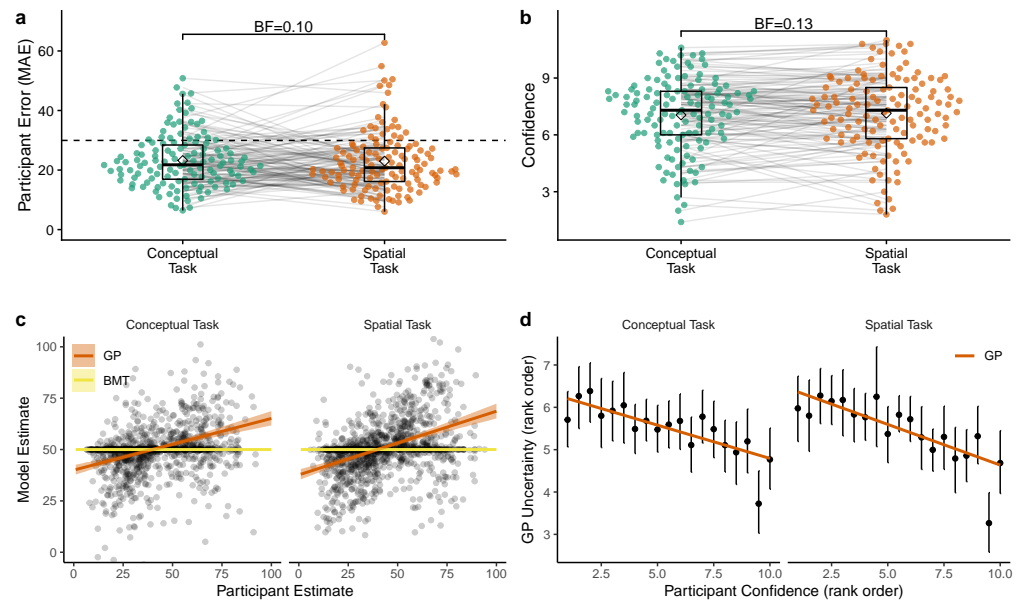 a
BF=0.10
Participant Error (MAE)
60
40
20
0
Conceptual
Task
Spatial
Task
b
BF=0.13
Confidence
9
6
3
Conceptual
Task
Spatial
Task
c
Conceptual Task
Spatial Task
GP
BMT
Model Estimate
100
75
50
25
0
0
25
50
75
100
0
25
50
75
100
Participant Estimate
d
Conceptual Task
Spatial Task
GP
GP Uncertainty (rank order)
7
6
5
4
3
2.5
5.0
7.5
10.0
2.5
5.0
7.5
10.0
Participant Confidence (rank order)